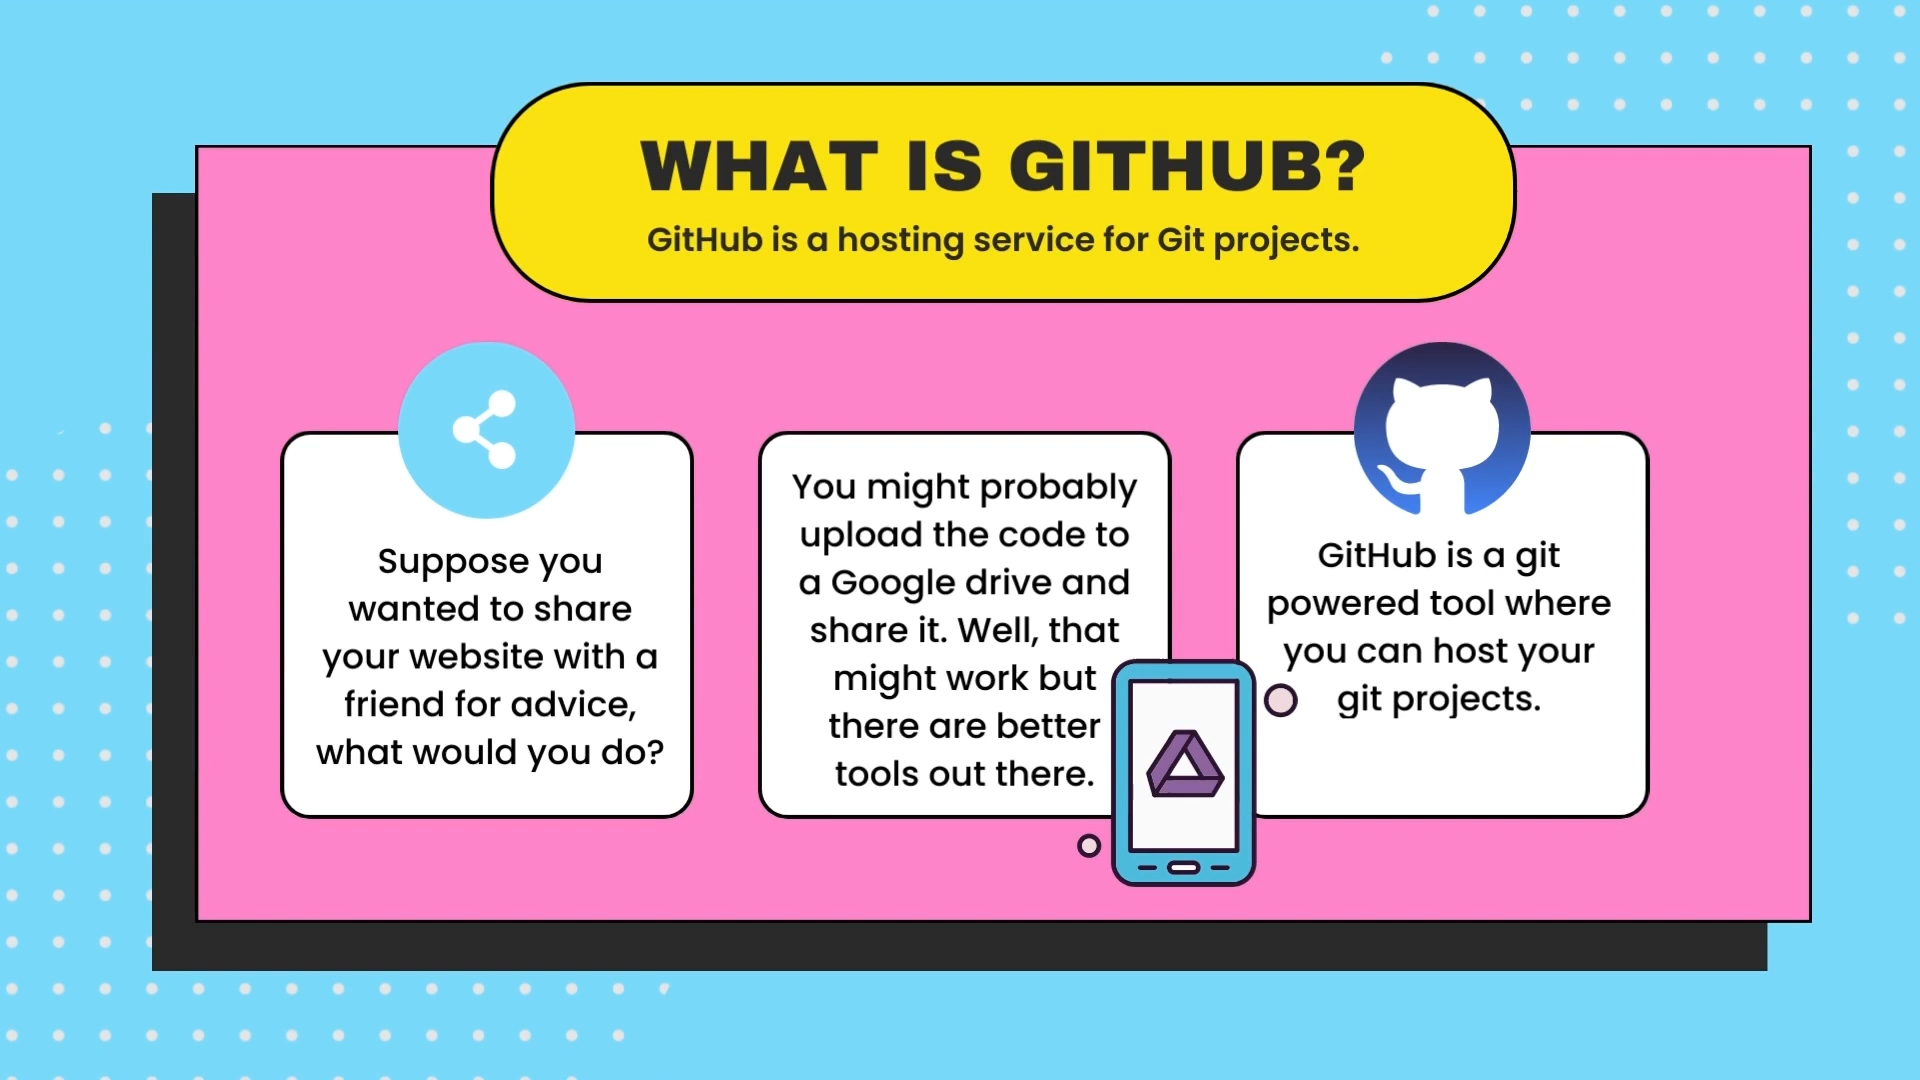 WHAT IS GITHUB?
GitHub is a hosting service for Git projects.
Suppose you
wanted to share
your website with a
friend for advice,
what would you do?
You might probably
upload the code to
a Google drive and
share it. Well, that
might work but
there are better
tools out there.
GitHub is a git
powered tool where
you can host your
git projects.